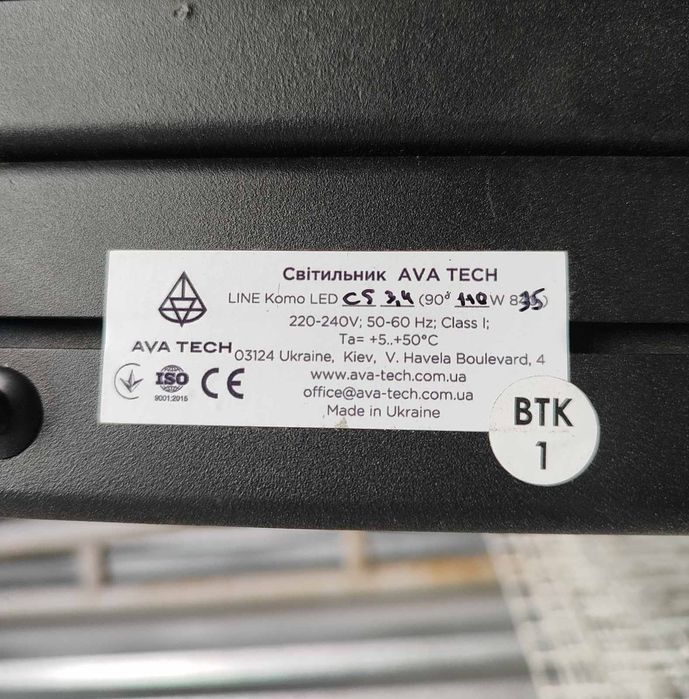 Світильник AVA TECH
LINE Komo LED C5 3,4 (90° 110W 835)
220-240V; 50-60 Hz; Class I;
Ta= +5..+50°C
AVA TECH
03124 Ukraine, Kiev, V. Havela Boulevard, 4
www.ava-tech.com.ua
office@ava-tech.com.ua
Made in Ukraine
ISO
9001:2015
CE
ВТК
1